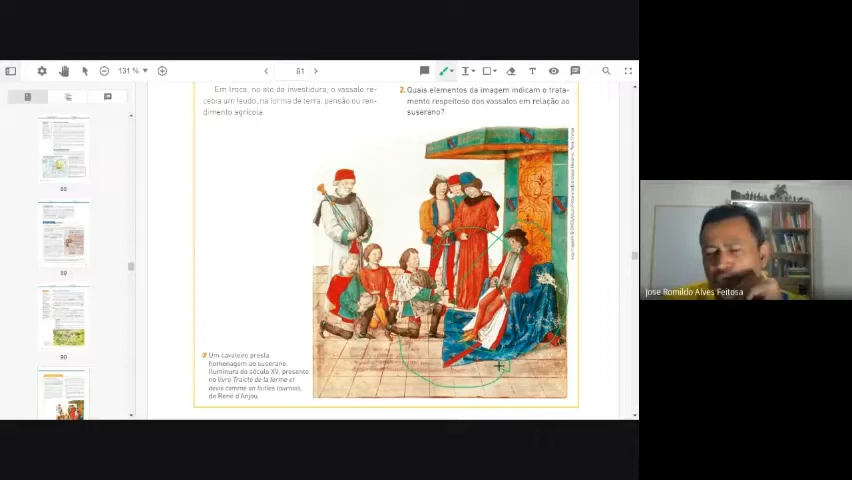 131 %
81
Em troca, no ato da investidura, o vassalo re-
cebia um feudo, na forma de terra, pensão ou ren-
dimento agrícola.
2. Quais elementos da imagem indicam o trata-
mento respeitoso dos vassalos em relação ao
suserano?
Um cavaleiro presta
homenagem ao suserano.
Iluminura do século XV, presente
no livro Traicté de la forme et
devis comme on
de René d'Anjou.
88
89
90
Jose Romildo Alves Feitosa